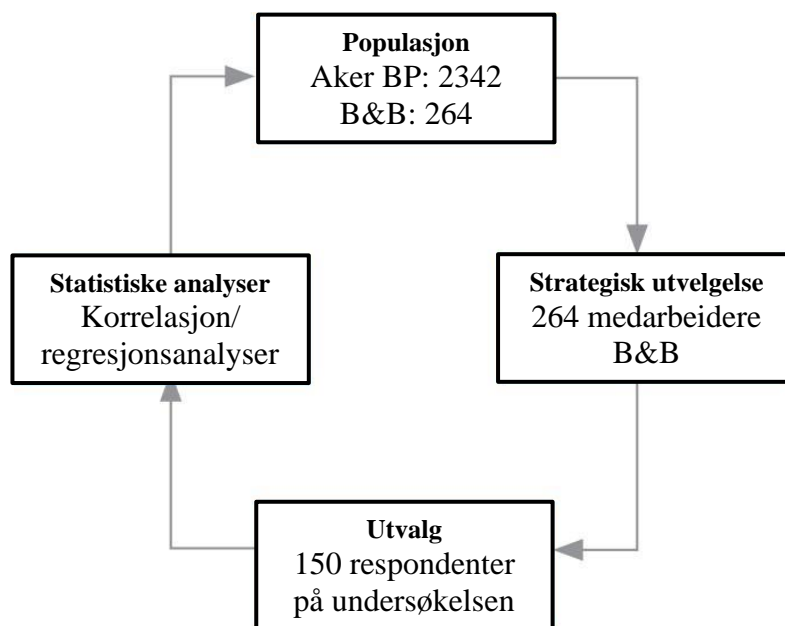 Populasjon
Aker BP: 2342
B&B: 264
Strategisk utvelgelse
264 medarbeidere
B&B
Utvalg
150 respondenter
på undersøkelsen
Statistiske analyser
Korrelasjon/
regresjonsanalyser